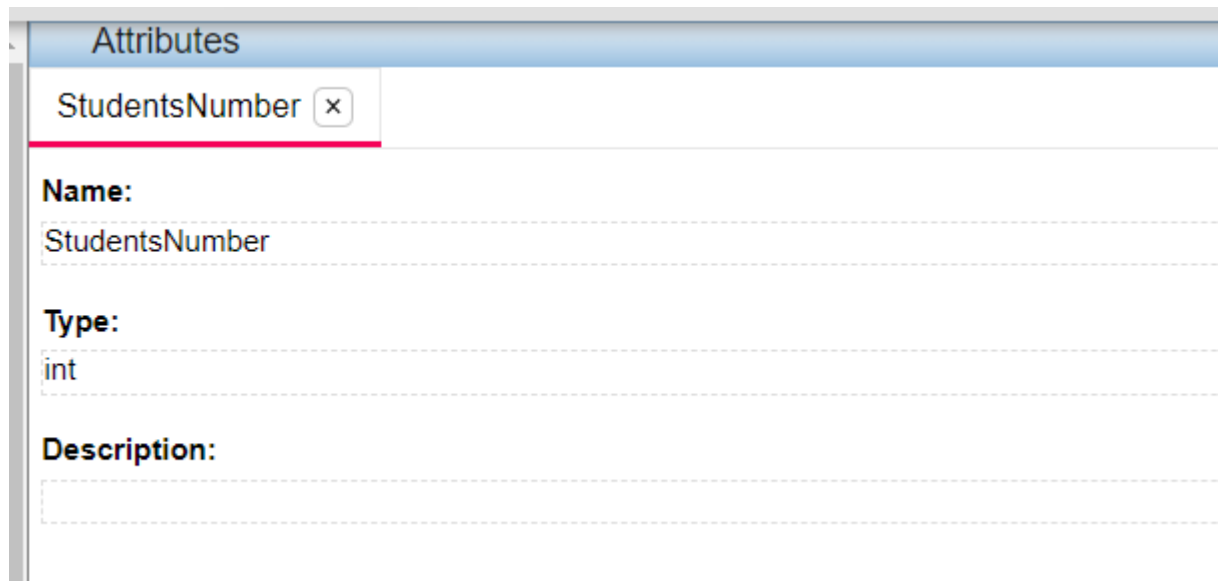 Attributes
StudentsNumber ×
Name:
StudentsNumber
Type:
int
Description: